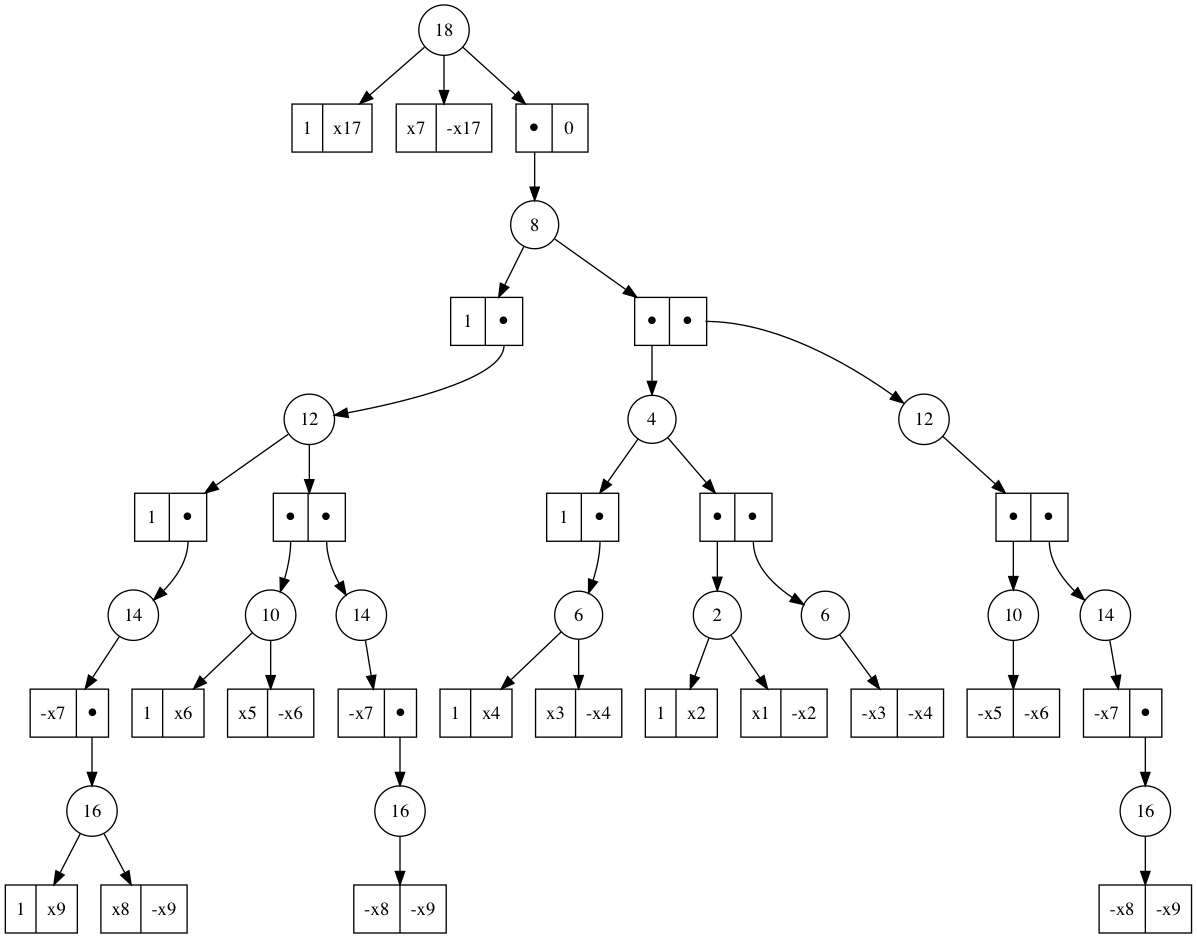 18
1 x17 x7 -x17 • 0
8
1 • • •
12 4 12
1 • • • 1 • • • • •
14 10 14 6 2 6 10 14
-x7 • 1 x6 x5 -x6 -x7 • 1 x4 x3 -x4 1 x2 x1 -x2 -x3 -x4 -x5 -x6 -x7 •
16 16 16
1 x9 x8 -x9 -x8 -x9 -x8 -x9